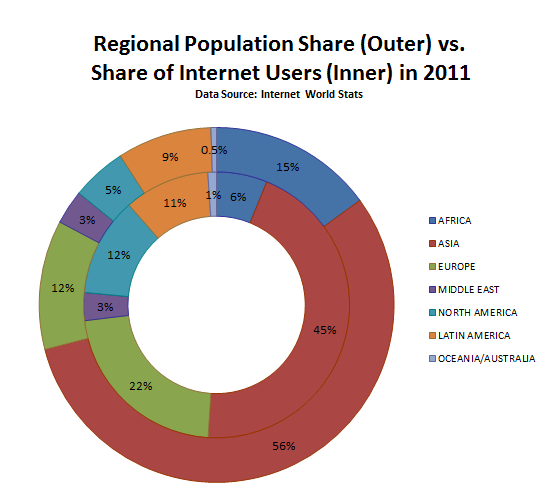 Regional Population Share (Outer) vs.
Share of Internet Users (Inner) in 2011
Data Source: Internet World Stats
0.5%
15%
9%
5%
3%
12%
56%
1%
6%
11%
12%
3%
22%
45%
AFRICA
ASIA
EUROPE
MIDDLE EAST
NORTH AMERICA
LATIN AMERICA
OCEANIA/AUSTRALIA